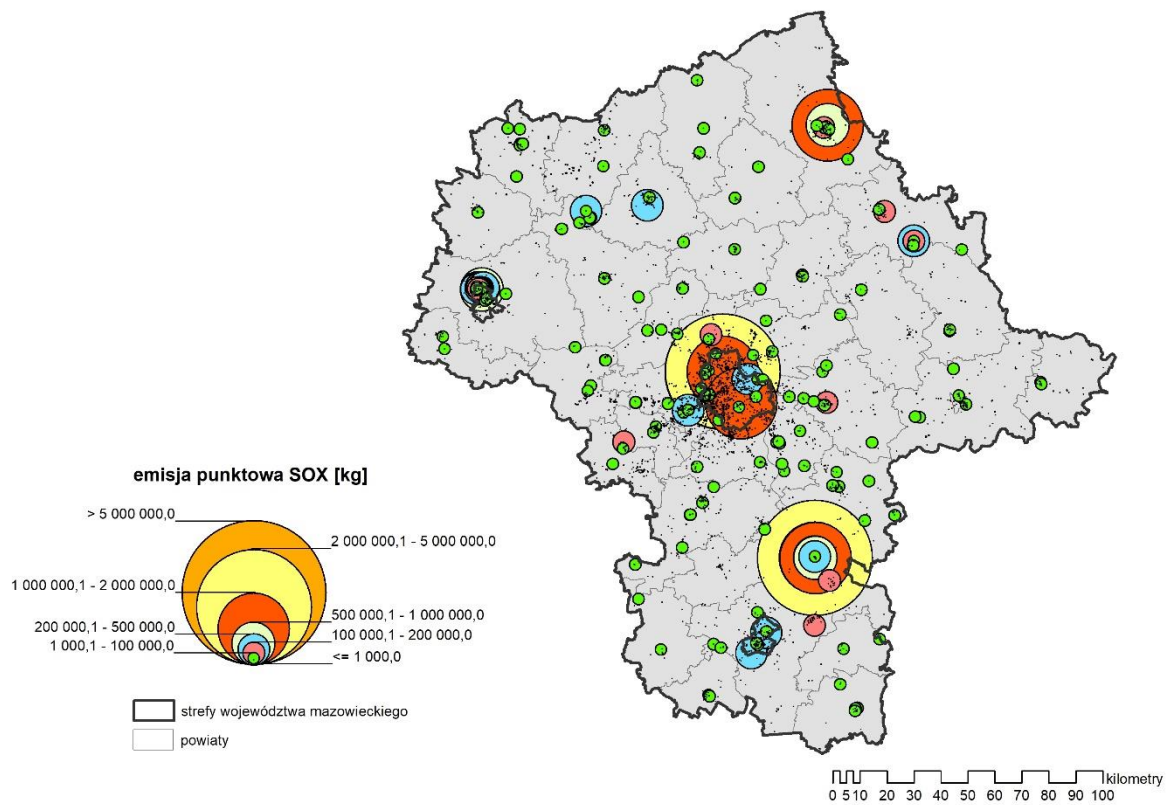 emisja punktowa SOX [kg]
> 5 000 000,0
2 000 000,1 - 5 000 000,0
1 000 000,1 - 2 000 000,0
500 000,1 - 1 000 000,0
200 000,1 - 500 000,0
100 000,1 - 200 000,0
1 000,1 - 100 000,0
<= 1 000,0
strefy województwa mazowieckiego
powiaty
kilometry
0 5 10 20 30 40 50 60 70 80 90 100